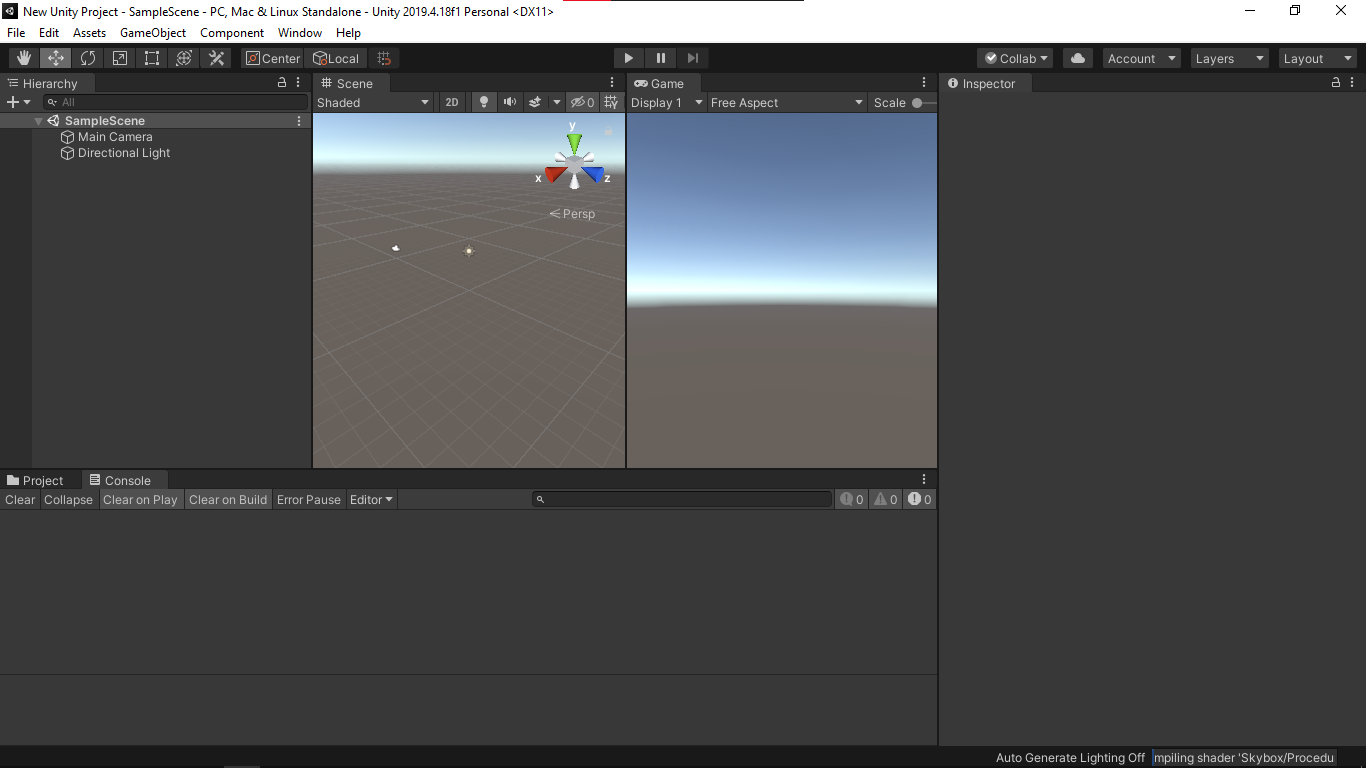 New Unity Project - SampleScene - PC, Mac & Linux Standalone - Unity 2019.4.18f1 Personal <DX11>
File Edit Assets GameObject Component Window Help
Center Local Collab Account Layers Layout
Hierarchy Scene Game Inspector
All Shaded 2D 0 Display 1 Free Aspect Scale
SampleScene
Main Camera
Directional Light
y
x z
Persp
Project Console
Clear Collapse Clear on Play Clear on Build Error Pause Editor 0 0 0
Auto Generate Lighting Off mpiling shader 'Skybox/Procedu